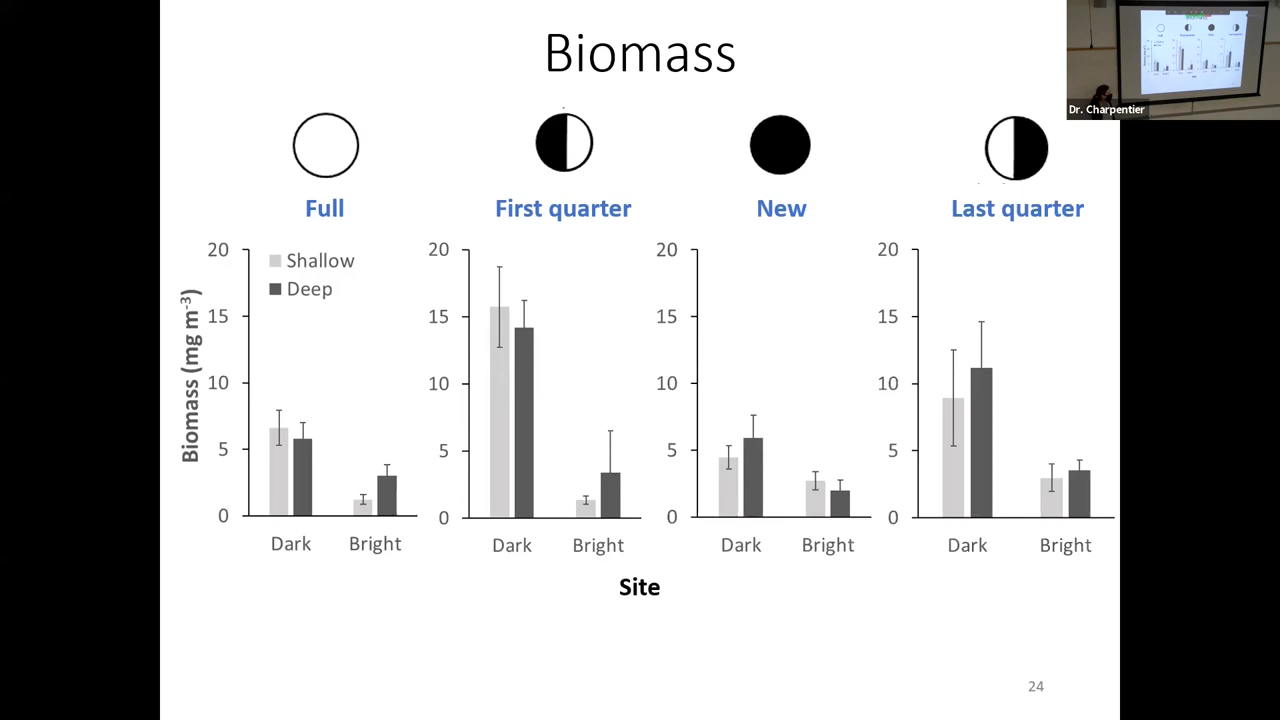 Biomass
Dr. Charpentier
Full
First quarter
New
Last quarter
Biomass (mg m-3)
20
15
10
5
0
Shallow
Deep
Dark
Bright
20
15
10
5
0
Dark
Bright
20
15
10
5
0
Dark
Bright
20
15
10
5
0
Dark
Bright
Site
24